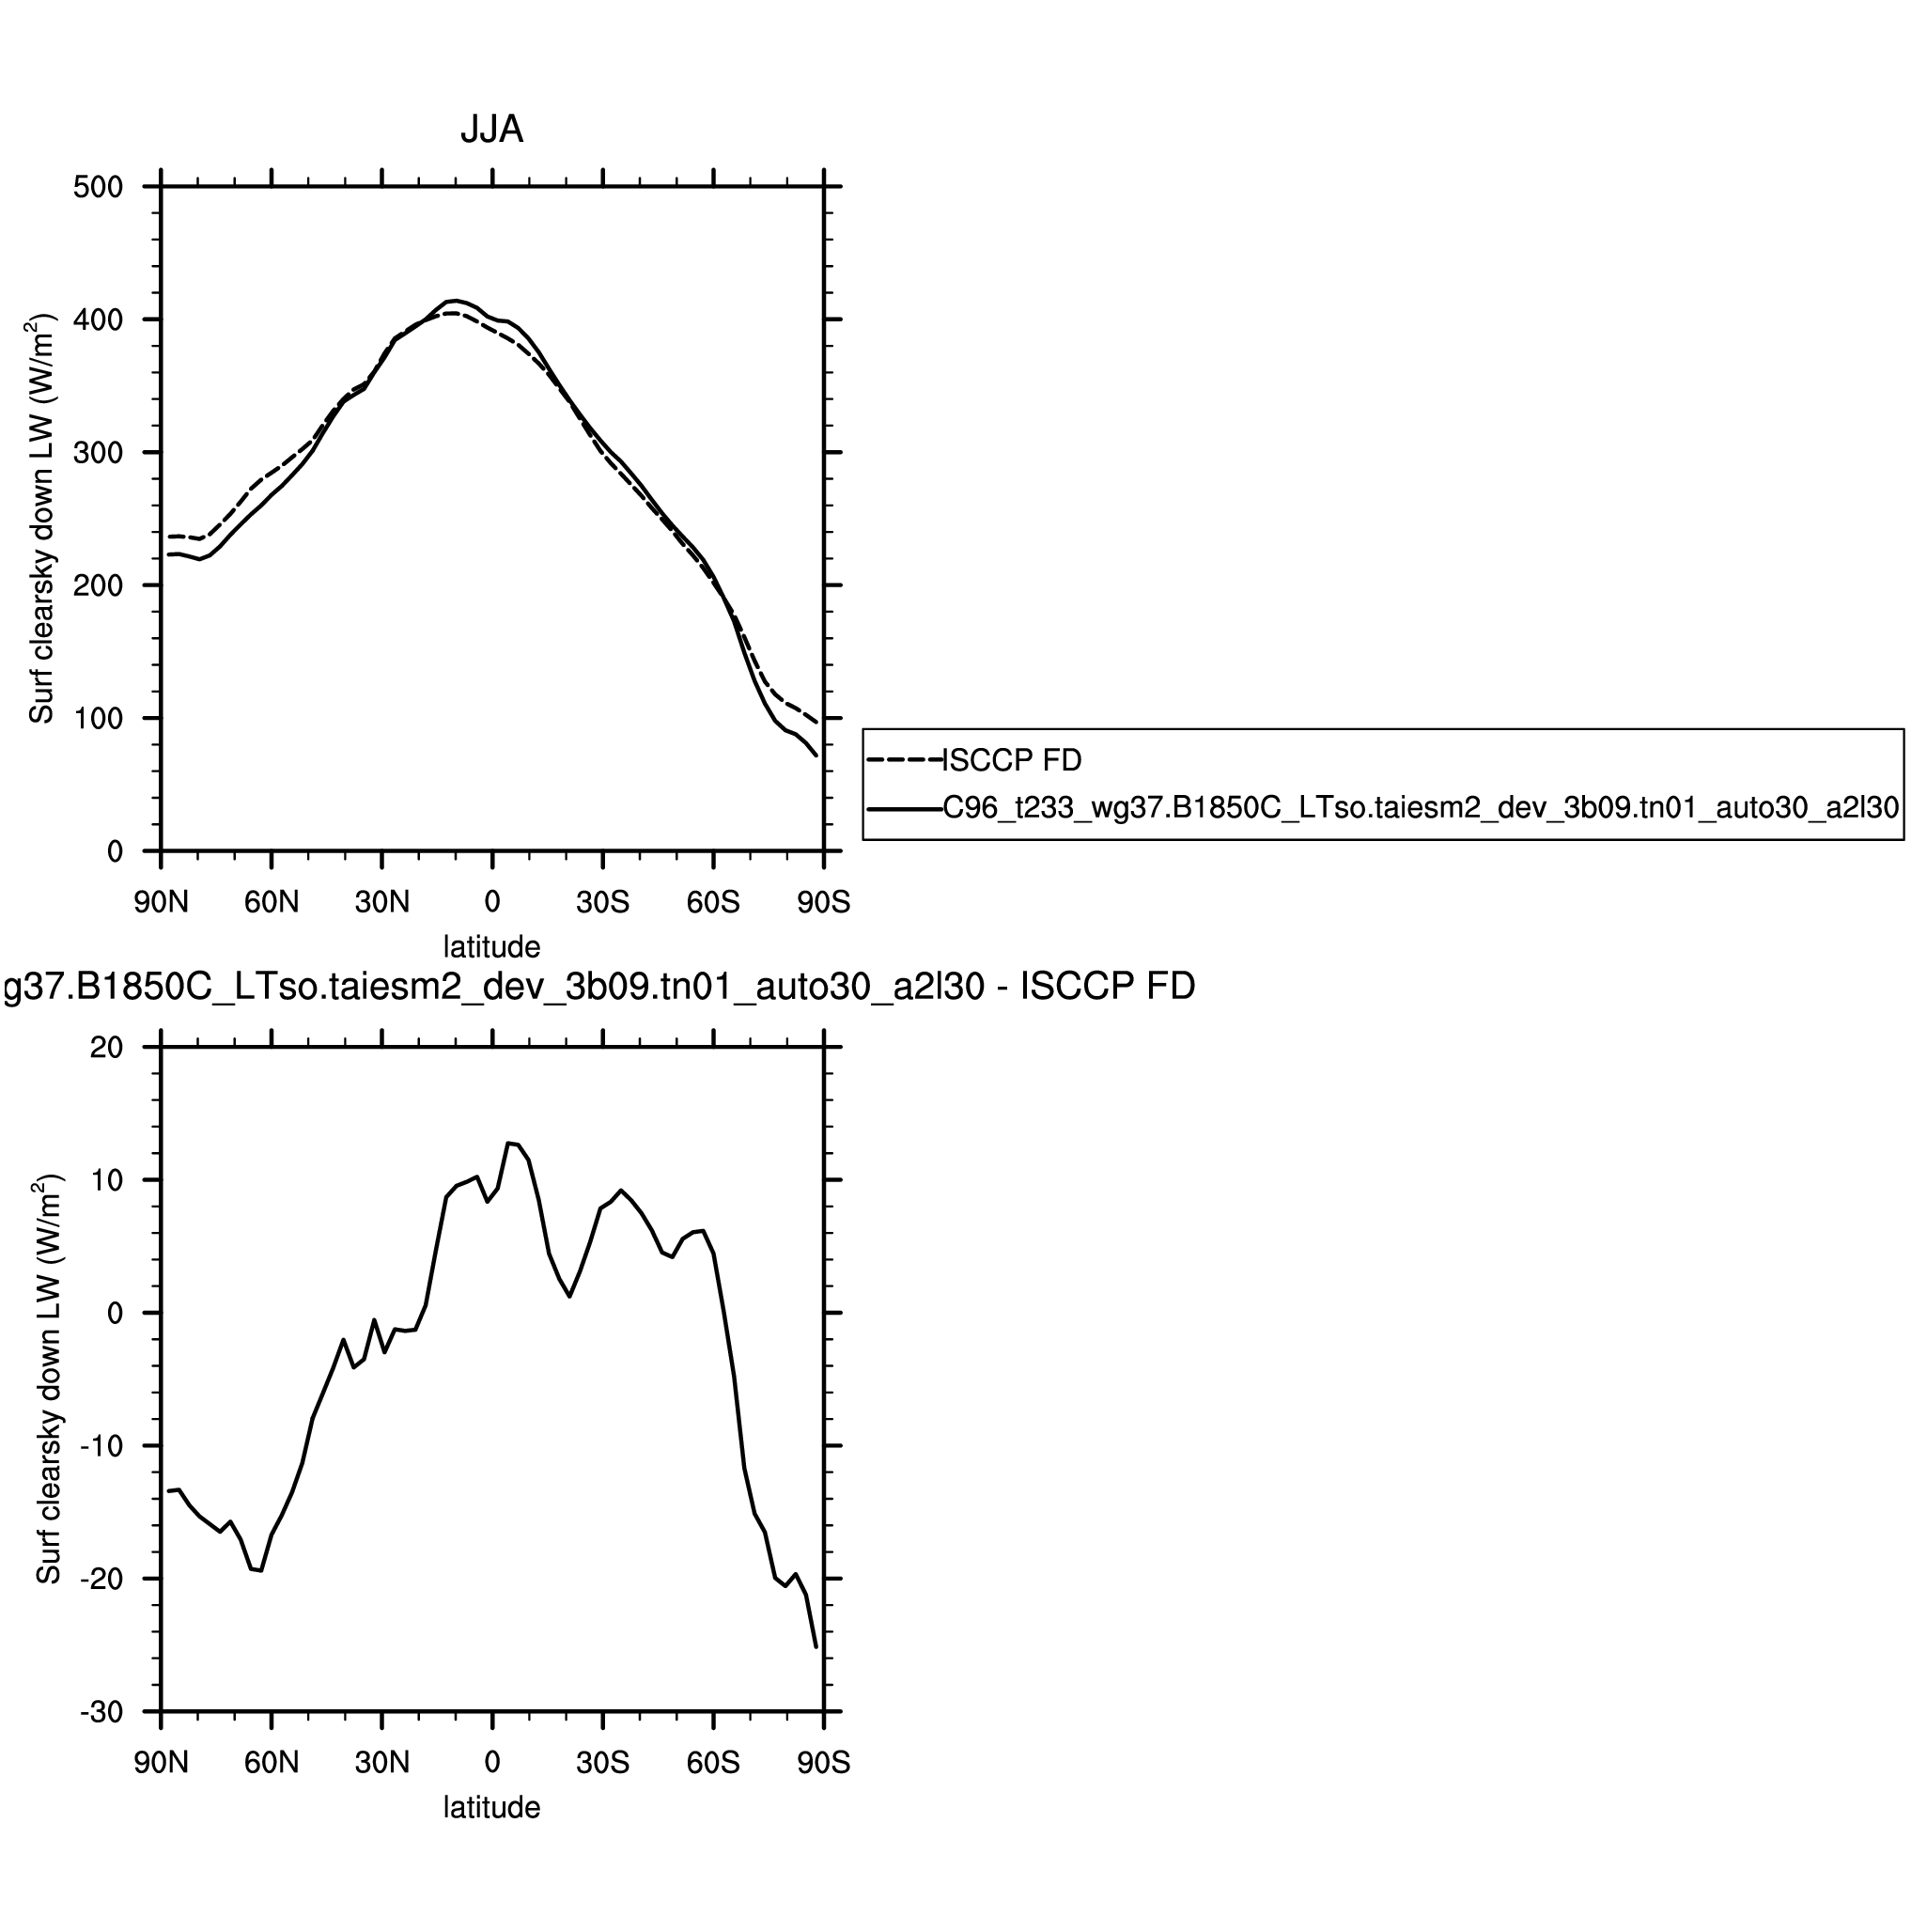 JJA
Surf clearsky down LW (W/m²)
500
400
300
200
100
0
90N 60N 30N 0 30S 60S 90S
latitude
ISCCP FD
C96_t233_wg37.B1850C_LTso.taiesm2_dev_3b09.tn01_auto30_a2l30
g37.B1850C_LTso.taiesm2_dev_3b09.tn01_auto30_a2l30 - ISCCP FD
Surf clearsky down LW (W/m²)
20
10
0
-10
-20
-30
90N 60N 30N 0 30S 60S 90S
latitude